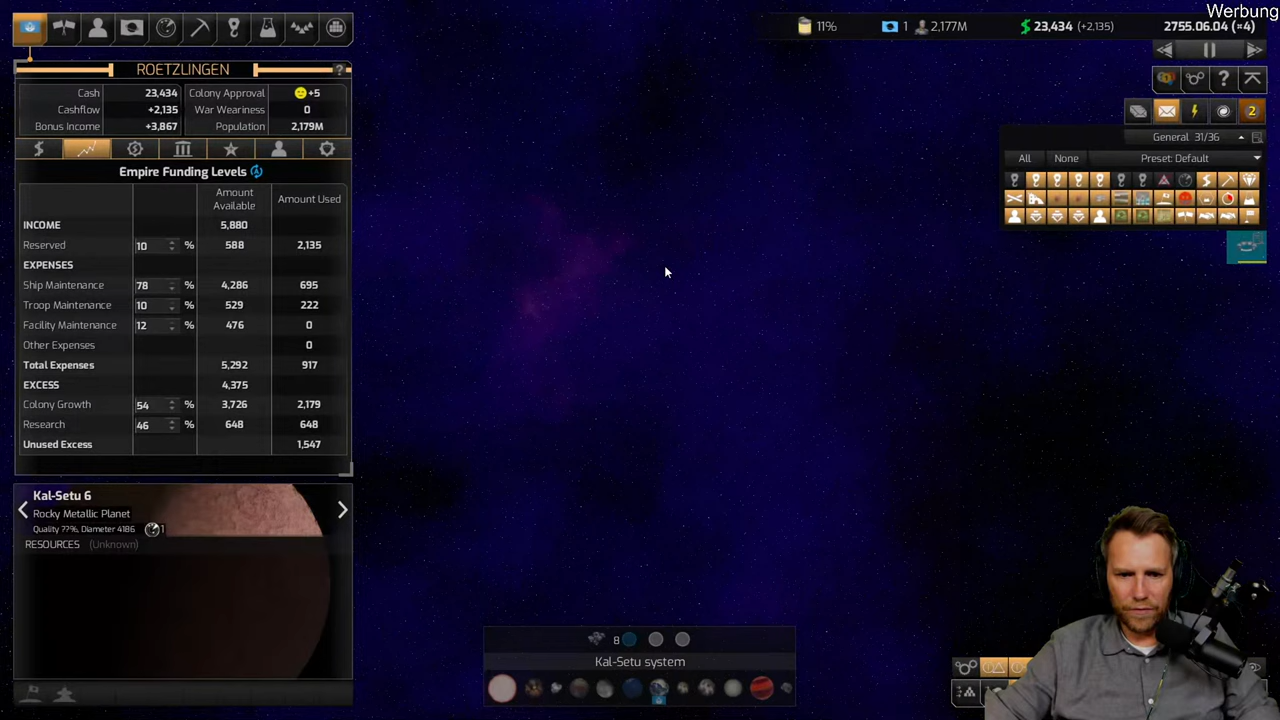 Werbung
11%
1
2,177M
23,434 (+2,135)
2755.06.04 (×4)
ROETZLINGEN
?
Cash 23,434 Colony Approval +5
Cashflow +2,135 War Weariness 0
Bonus Income +3,867 Population 2,179M
Empire Funding Levels
Amount Available Amount Used
INCOME 5,880
Reserved 10 % 588 2,135
EXPENSES
Ship Maintenance 78 % 4,286 695
Troop Maintenance 10 % 529 222
Facility Maintenance 12 % 476 0
Other Expenses 0
Total Expenses 5,292 917
EXCESS 4,375
Colony Growth 54 % 3,726 2,179
Research 46 % 648 648
Unused Excess 1,547
?
2
General 31/36
All None Preset: Default
Kal-Setu 6
Rocky Metallic Planet
Quality ??%, Diameter 4186 1
RESOURCES (Unknown)
8
Kal-Setu system